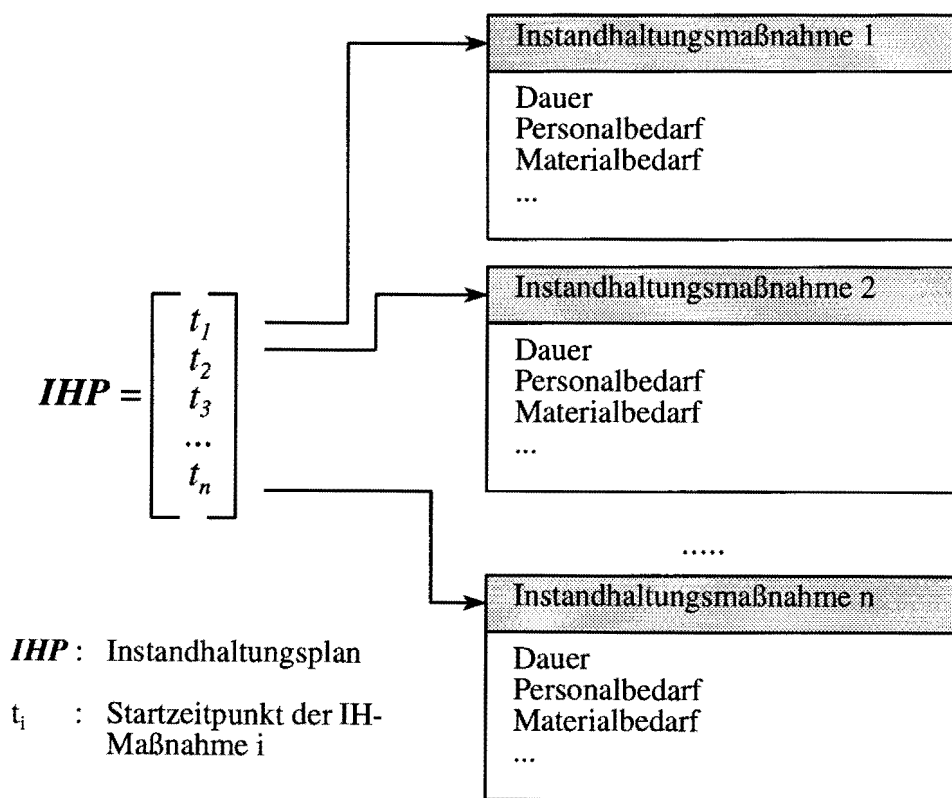 Instandhaltungsmaßnahme 1
Dauer
Personalbedarf
Materialbedarf
...
Instandhaltungsmaßnahme 2
Dauer
Personalbedarf
Materialbedarf
...
IHP =
t₁
t₂
t₃
...
tₙ
.....
Instandhaltungsmaßnahme n
Dauer
Personalbedarf
Materialbedarf
...
IHP : Instandhaltungsplan
tᵢ : Startzeitpunkt der IH-
Maßnahme i